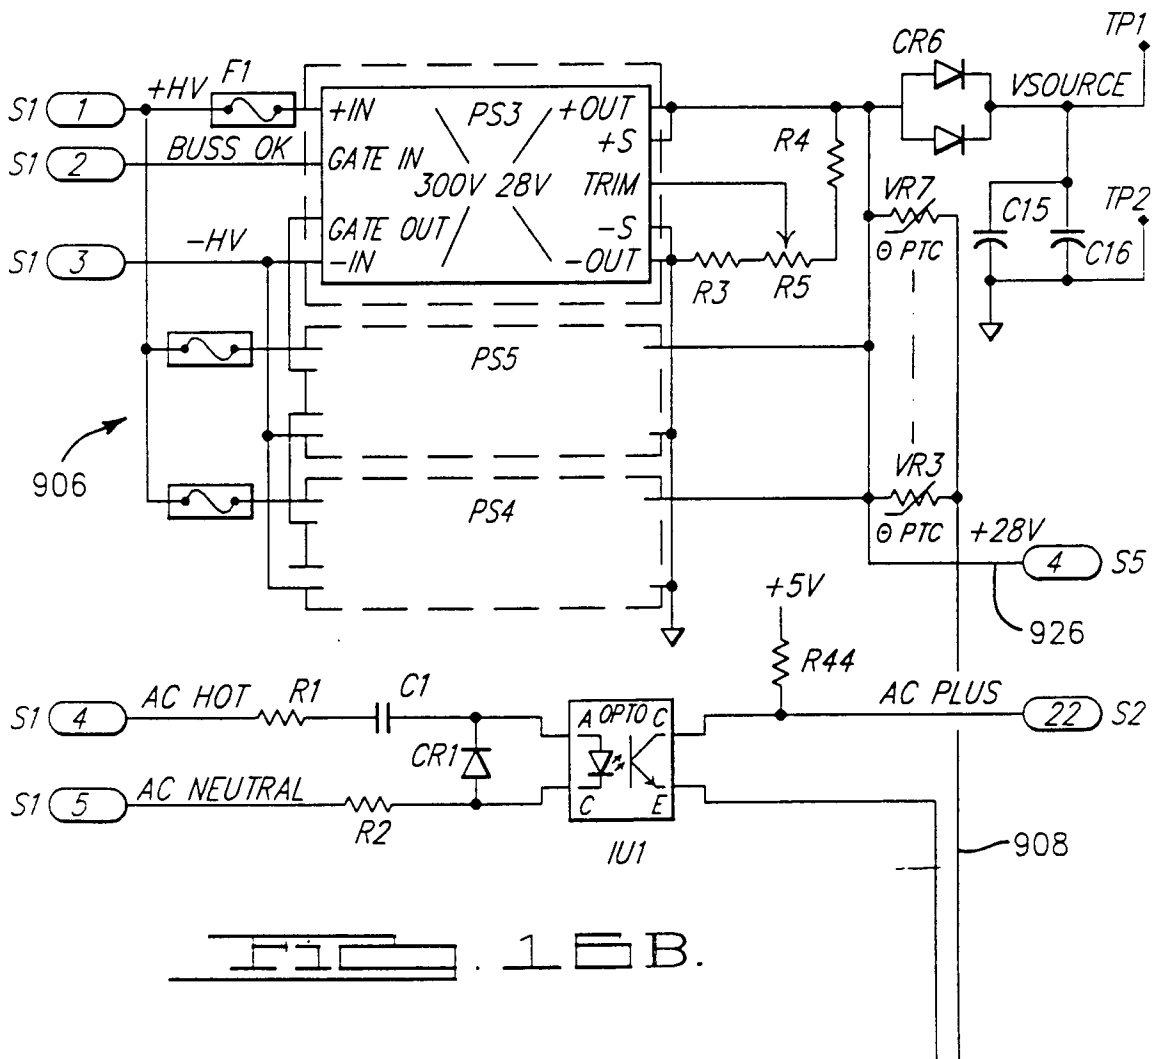 TP1
CR6
S1 1 +HV F1
+IN PS3 +OUT
VSOURCE
+S
R4
S1 2 BUSS OK GATE IN
300V 28V TRIM
VR7
C15
TP2
GATE OUT
-S
C16
S1 3 -HV
-IN
-OUT
θ PTC
R3 R5
PS5
906
VR3
PS4
θ PTC
+28V
4 S5
+5V
926
R44
S1 4 AC HOT R1 C1
A OPTO C
AC PLUS
22 S2
CR1
S1 5 AC NEUTRAL
C E
R2
IU1
908